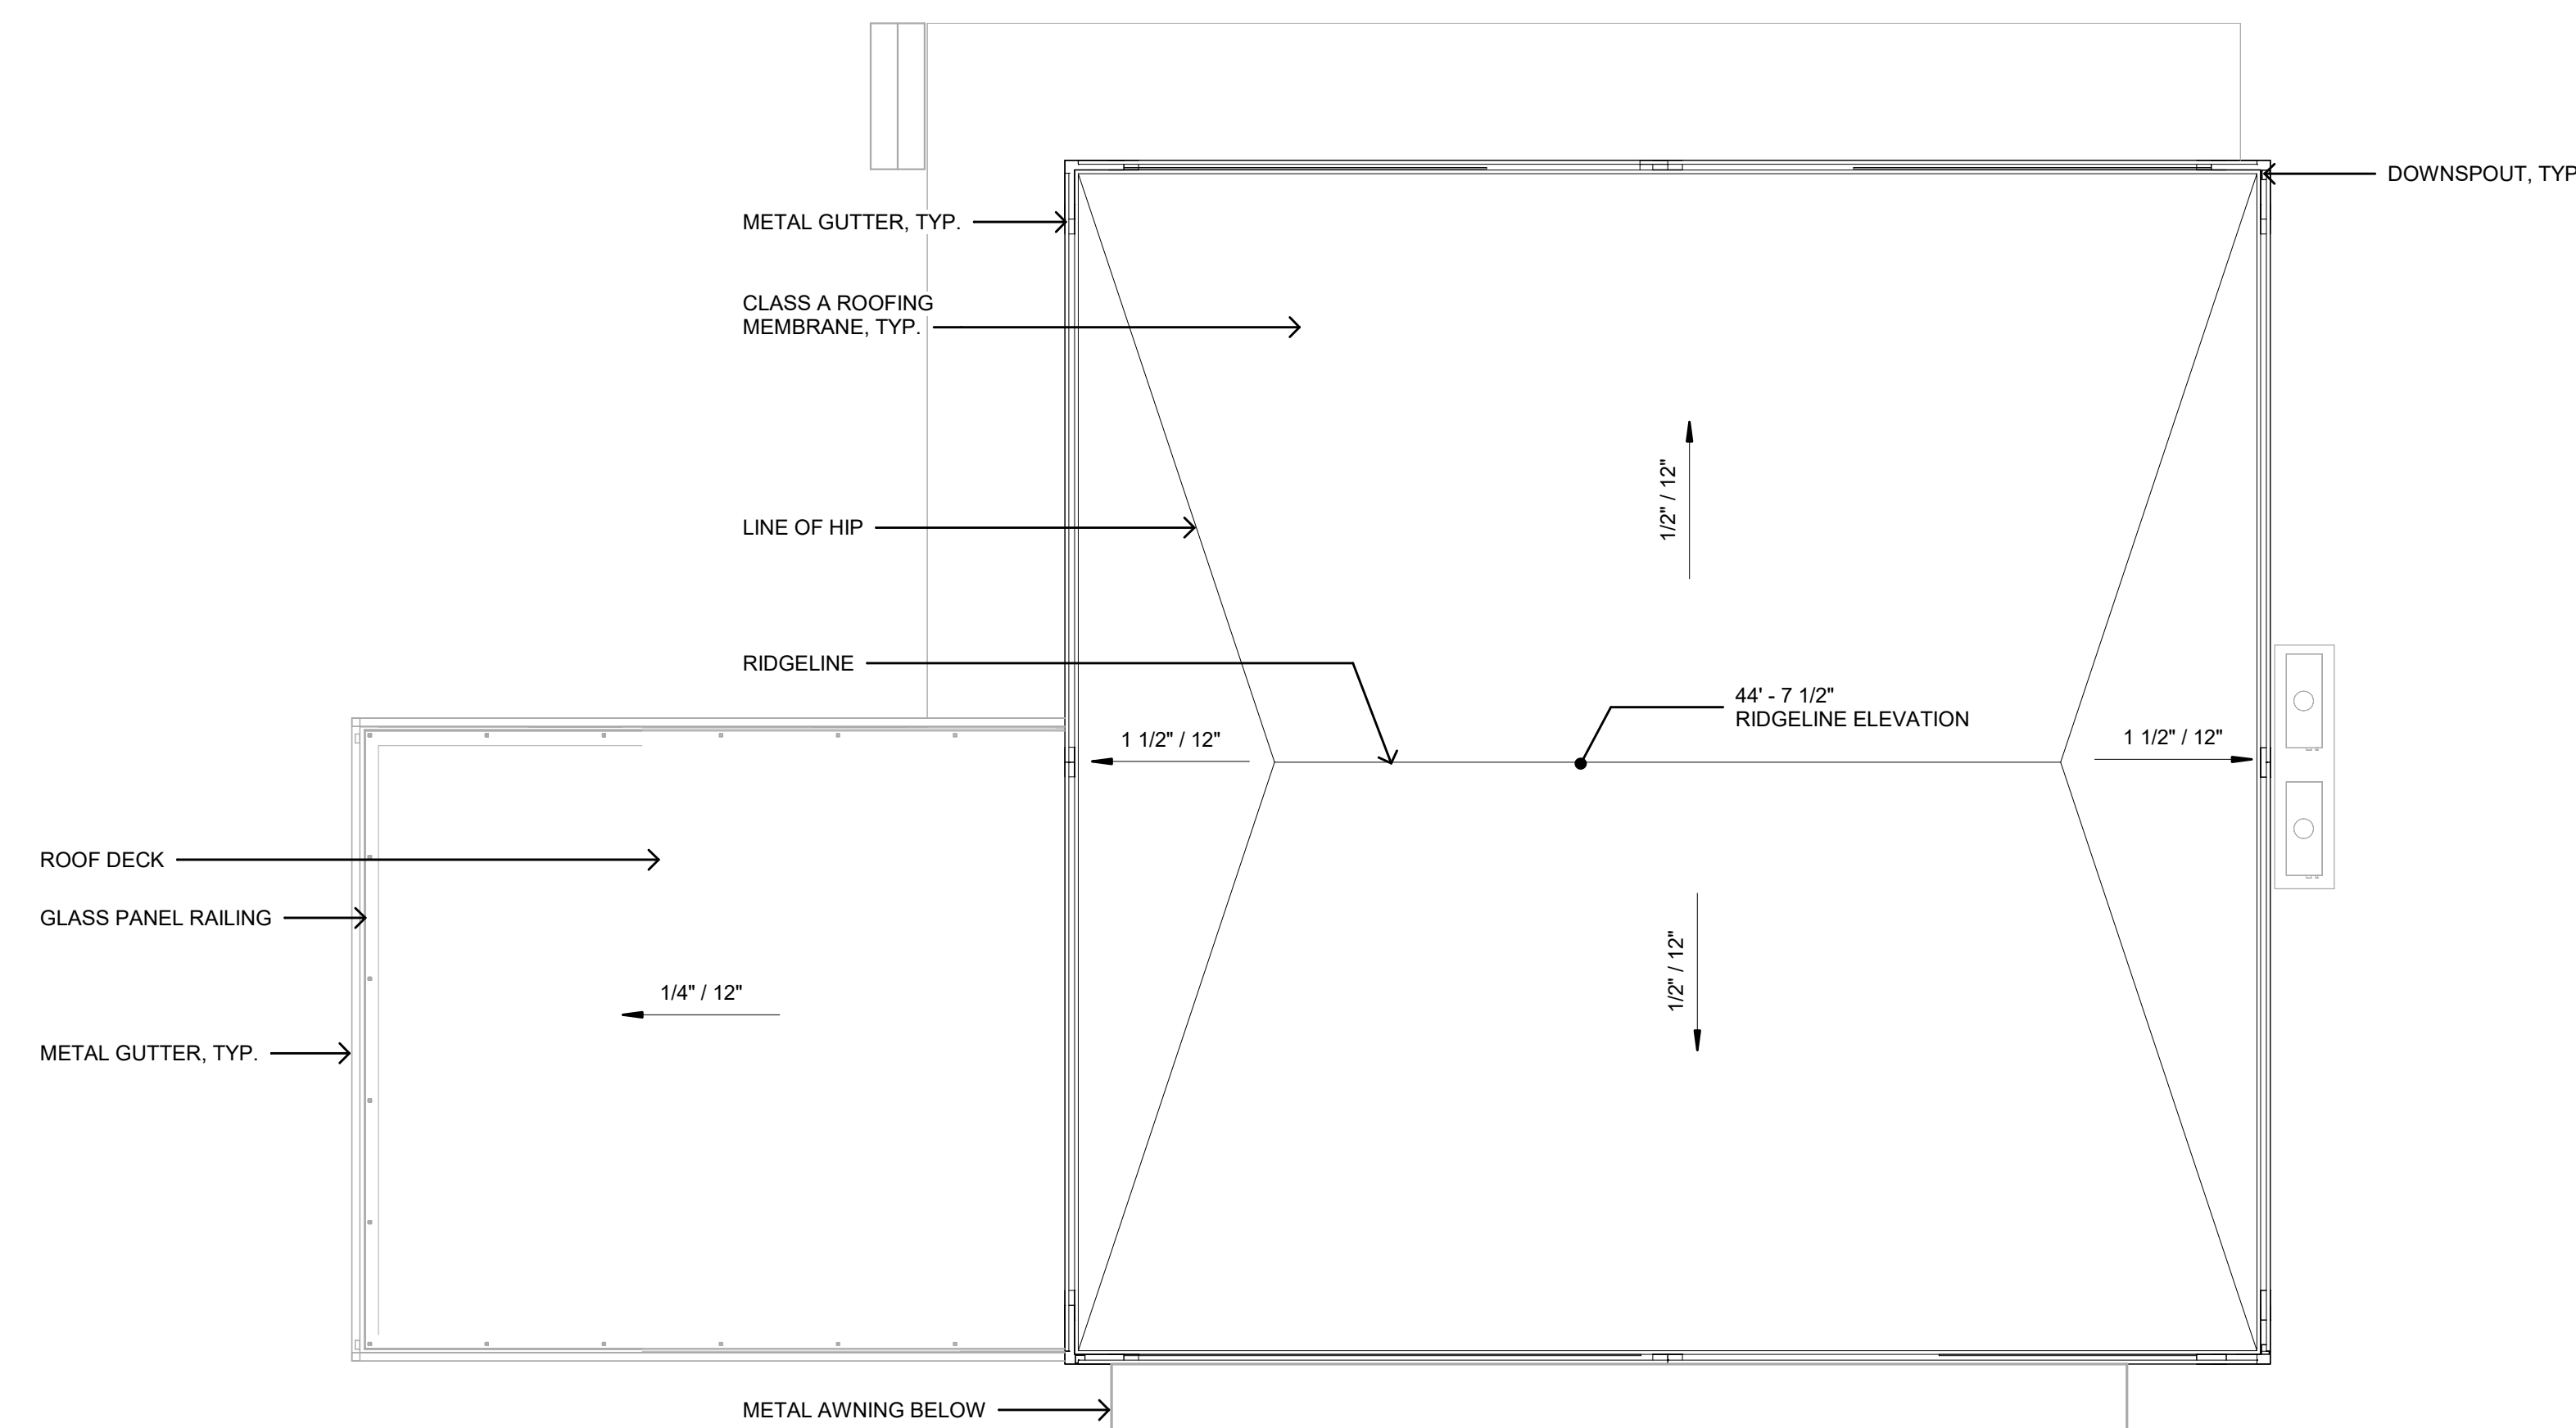 DOWNSPOUT, TYP
METAL GUTTER, TYP.
CLASS A ROOFING
MEMBRANE, TYP.
1/2" / 12"
LINE OF HIP
RIDGELINE
44' - 7 1/2"
RIDGELINE ELEVATION
1 1/2" / 12"
1 1/2" / 12"
ROOF DECK
GLASS PANEL RAILING
1/2" / 12"
1/4" / 12"
METAL GUTTER, TYP.
METAL AWNING BELOW